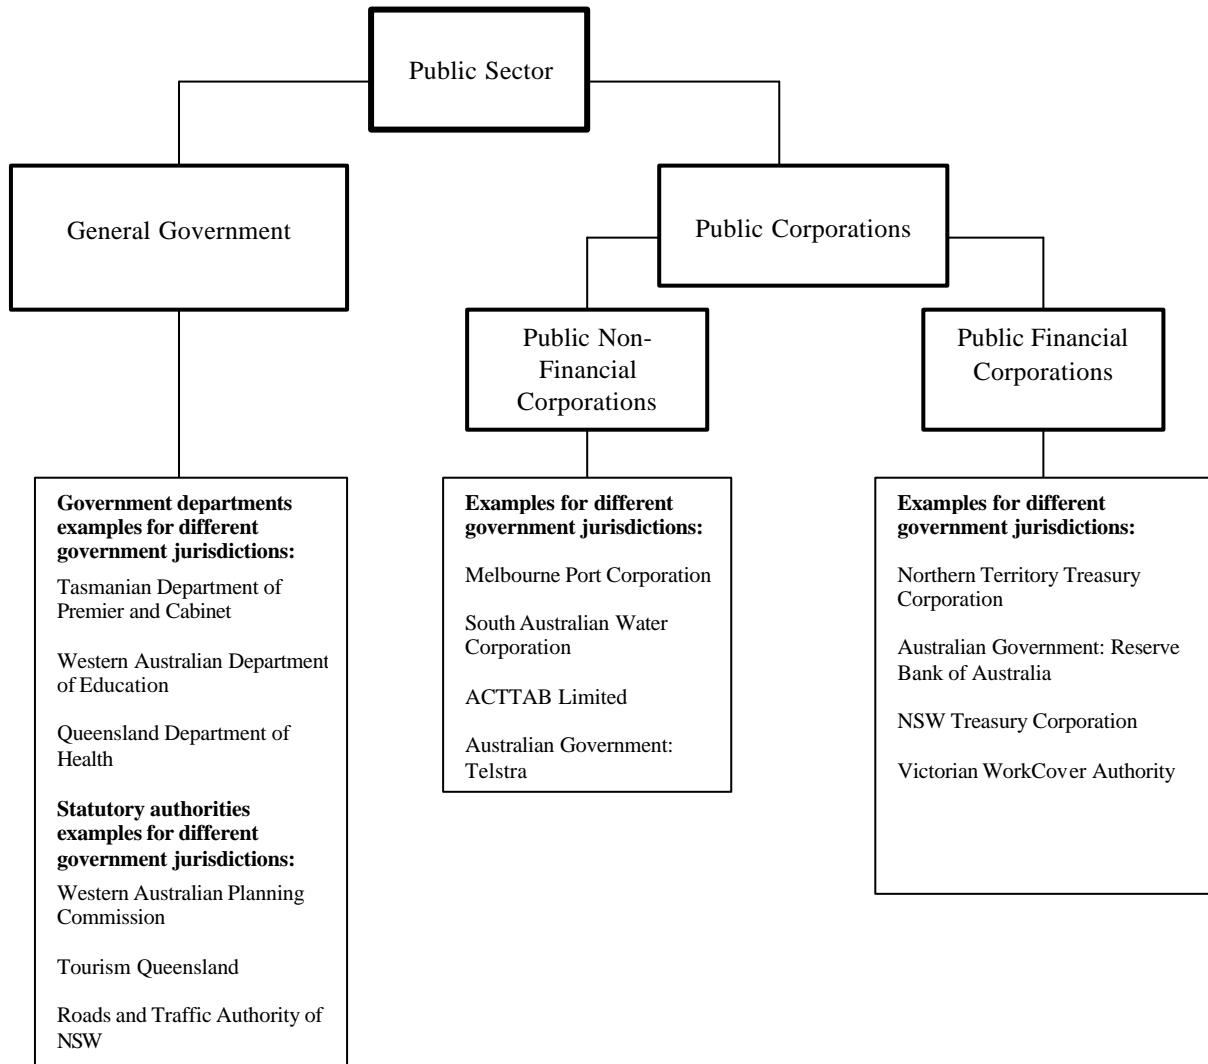 Public Sector
General Government
Public Corporations
Public Non-
Financial
Corporations
Public Financial
Corporations
Government departments
examples for different
government jurisdictions:
Tasmanian Department of
Premier and Cabinet
Western Australian Department
of Education
Queensland Department of
Health
Statutory authorities
examples for different
government jurisdictions:
Western Australian Planning
Commission
Tourism Queensland
Roads and Traffic Authority of
NSW
Examples for different
government jurisdictions:
Melbourne Port Corporation
South Australian Water
Corporation
ACTTAB Limited
Australian Government:
Telstra
Examples for different
government jurisdictions:
Northern Territory Treasury
Corporation
Australian Government: Reserve
Bank of Australia
NSW Treasury Corporation
Victorian WorkCover Authority